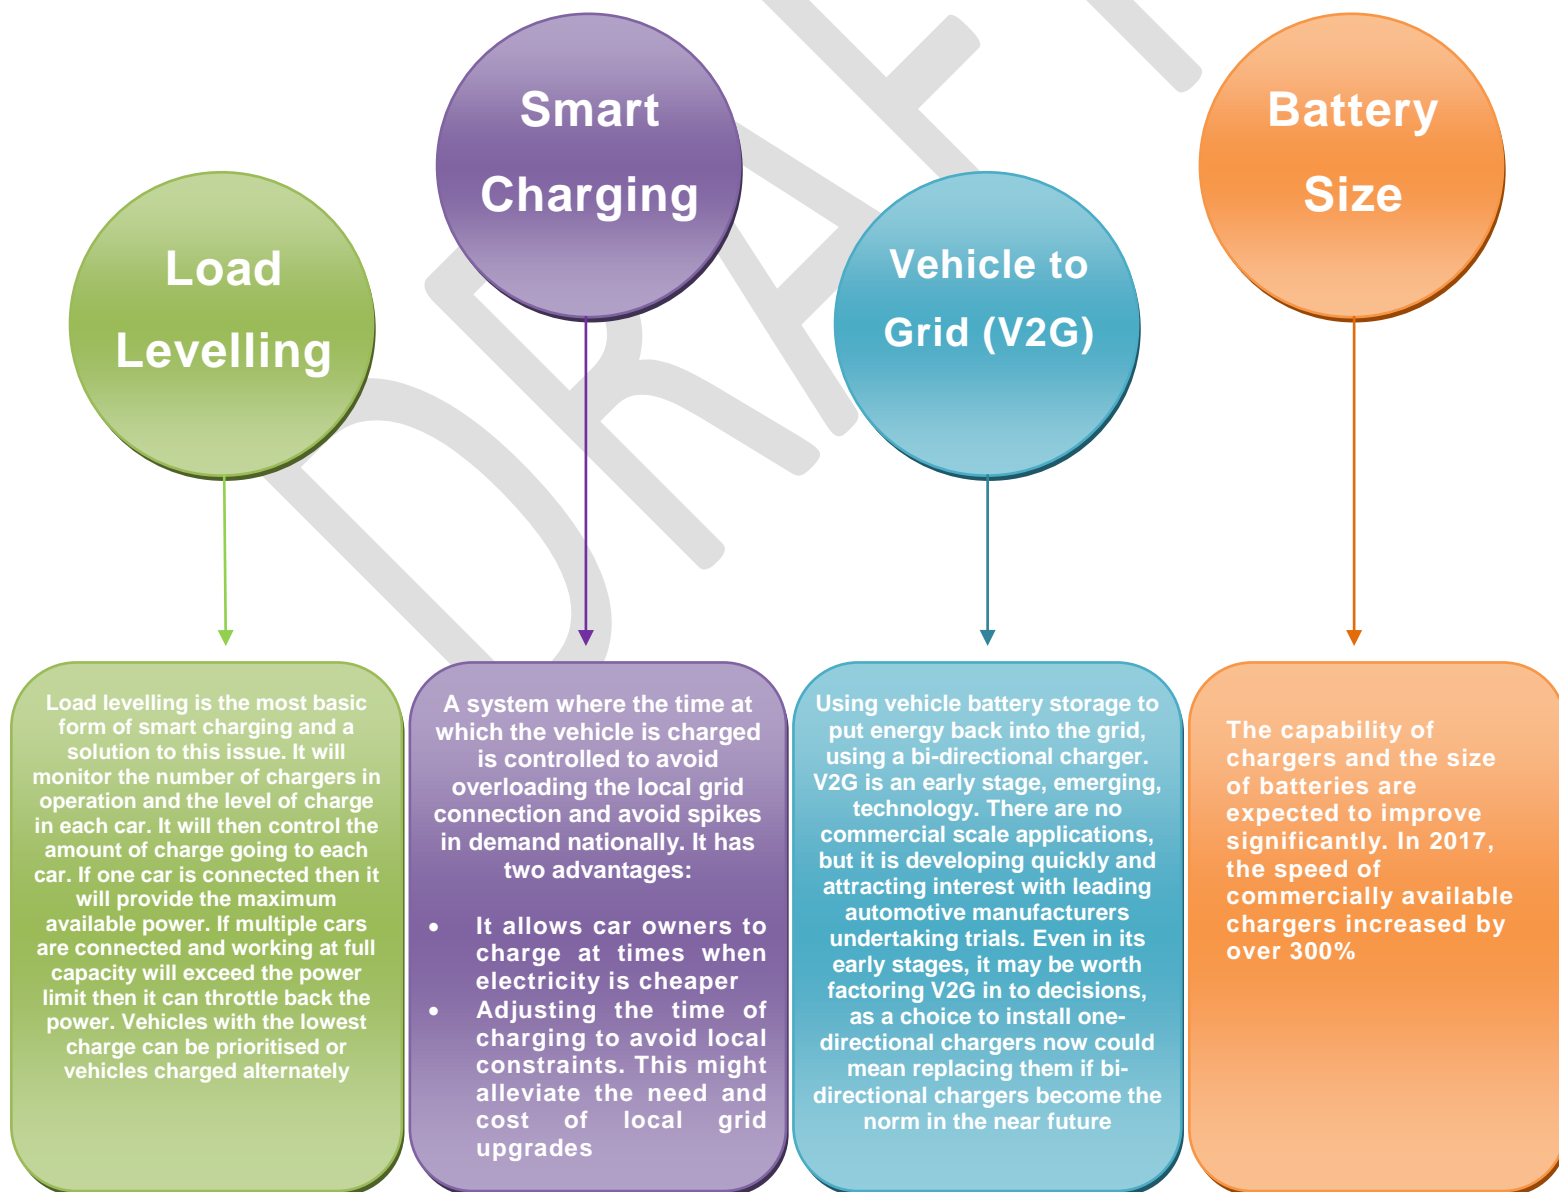 DRAFT
Smart
Charging
Battery
Size
Load
Levelling
Vehicle to
Grid (V2G)
Load levelling is the most basic
form of smart charging and a
solution to this issue. It will
monitor the number of chargers in
operation and the level of charge
in each car. It will then control the
amount of charge going to each
car. If one car is connected then it
will provide the maximum
available power. If multiple cars
are connected and working at full
capacity will exceed the power
limit then it can throttle back the
power. Vehicles with the lowest
charge can be prioritised or
vehicles charged alternately
A system where the time at
which the vehicle is charged
is controlled to avoid
overloading the local grid
connection and avoid spikes
in demand nationally. It has
two advantages:
• It allows car owners to
charge at times when
electricity is cheaper
• Adjusting the time of
charging to avoid local
constraints. This might
alleviate the need and
cost of local grid
upgrades
Using vehicle battery storage to
put energy back into the grid,
using a bi-directional charger.
V2G is an early stage, emerging,
technology. There are no
commercial scale applications,
but it is developing quickly and
attracting interest with leading
automotive manufacturers
undertaking trials. Even in its
early stages, it may be worth
factoring V2G in to decisions,
as a choice to install one-
directional chargers now could
mean replacing them if bi-
directional chargers become the
norm in the near future
The capability of
chargers and the size
of batteries are
expected to improve
significantly. In 2017,
the speed of
commercially available
chargers increased by
over 300%